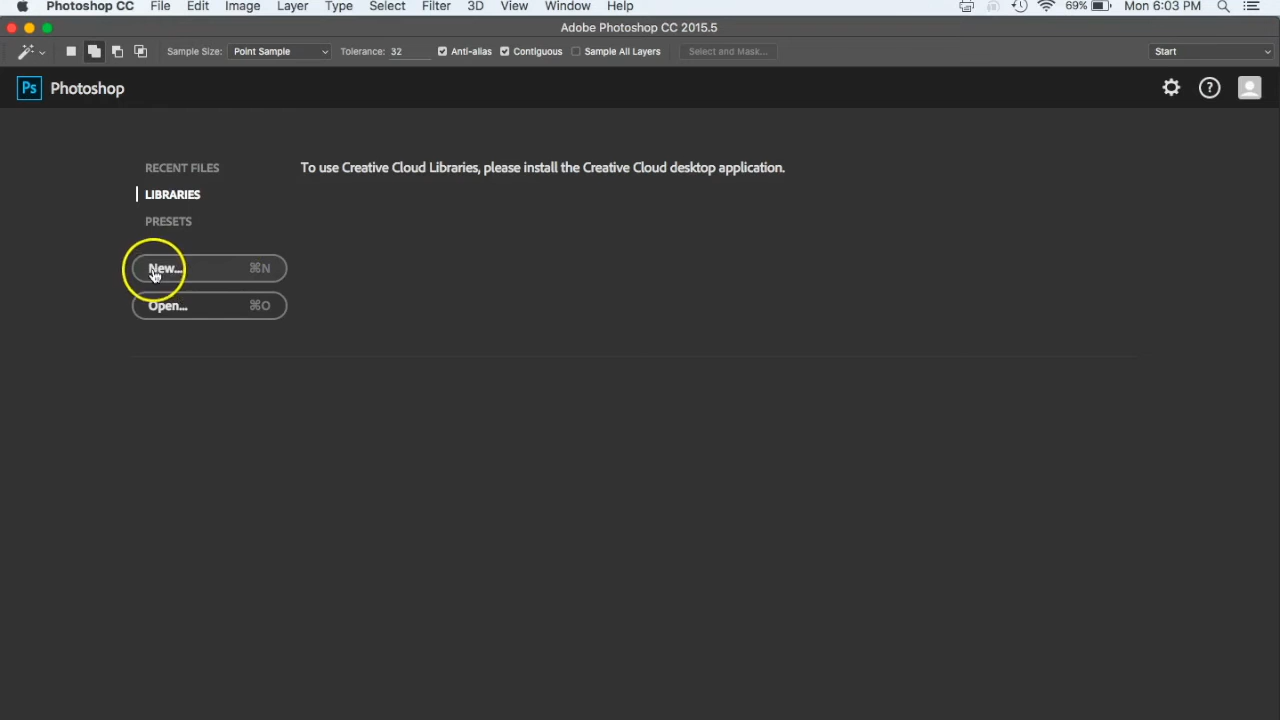 Photoshop CC File Edit Image Layer Type Select Filter 3D View Window Help 69% Mon 6:03 PM
Adobe Photoshop CC 2015.5
Sample Size: Point Sample Tolerance: 32 Anti-alias Contiguous Sample All Layers Select and Mask... Start
Ps Photoshop ?
RECENT FILES To use Creative Cloud Libraries, please install the Creative Cloud desktop application.
LIBRARIES
PRESETS
New... ⌘N
Open... ⌘O